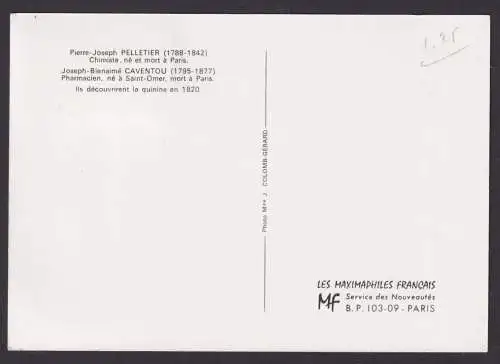 Pierre-Joseph PELLETIER (1788-1842)
Chimiste, né et mort à Paris.
Joseph-Bienaimé CAVENTOU (1795-1877)
Pharmacien, né à Saint-Omer, mort à Paris.
Ils découvrirent la quinine en 1820.
1.25
Photo Mme J. COLOMB-GÉRARD
LES MAXIMAPHILES FRANÇAIS
MF Service des Nouveautés
B.P. 103-09 - PARIS